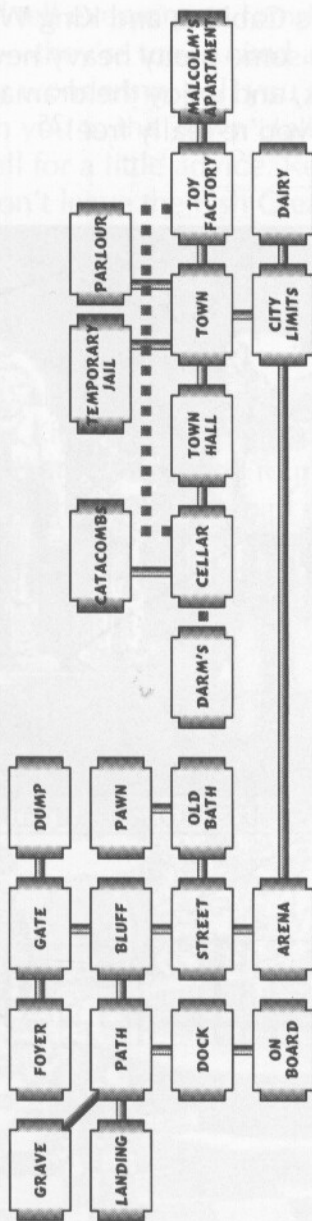 GRAVE
FOYER
GATE
DUMP
LANDING
PATH
BLUFF
PAWN
CATACOMBS
TEMPORARY
JAIL
PARLOUR
DOCK
STREET
OLD
BATH
DARM'S
CELLAR
TOWN
HALL
TOWN
TOY
FACTORY
MALCOLM'S
APARTMENT
ON
BOARD
ARENA
CITY
LIMITS
DAIRY